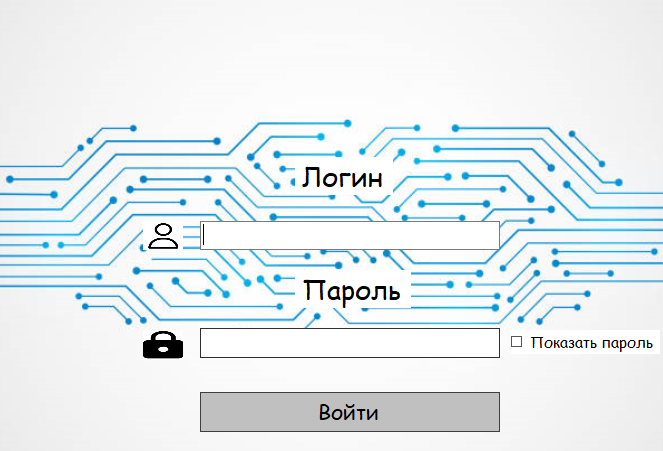 Логин
Пароль
Показать пароль
Войти